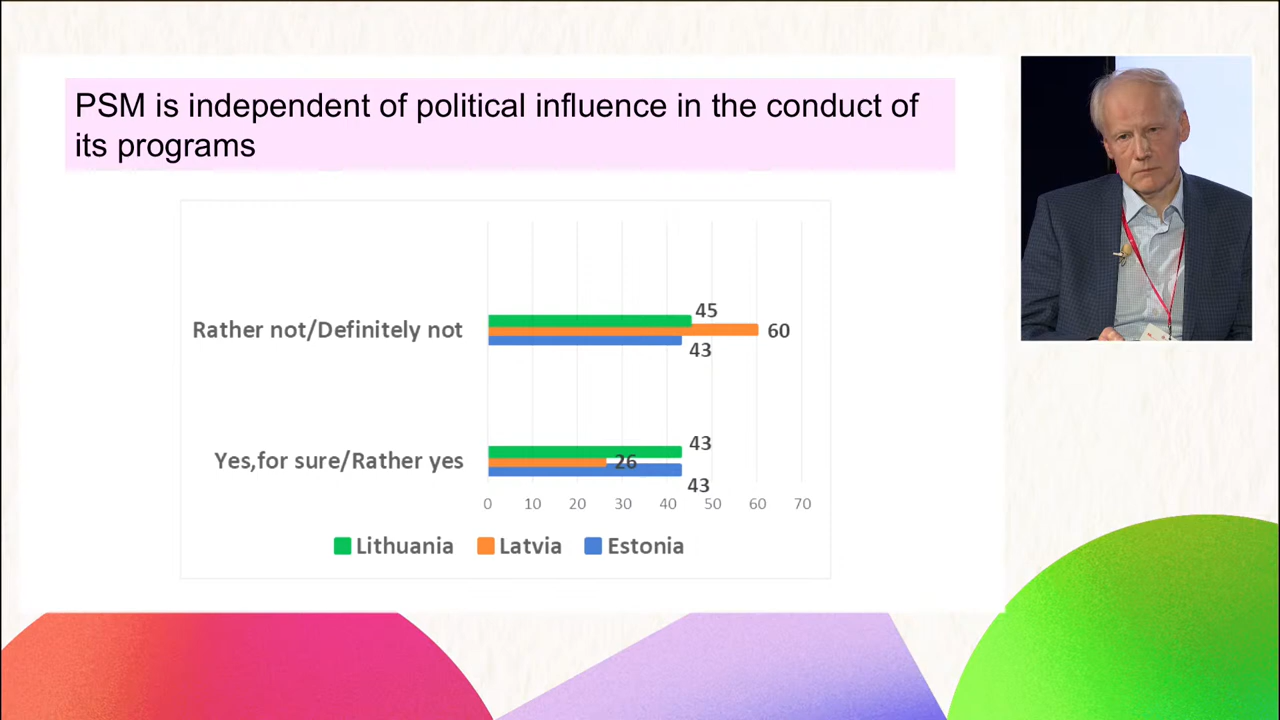 PSM is independent of political influence in the conduct of
its programs
45
Rather not/Definitely not
60
43
43
Yes,for sure/Rather yes
26
43
0 10 20 30 40 50 60 70
Lithuania Latvia Estonia